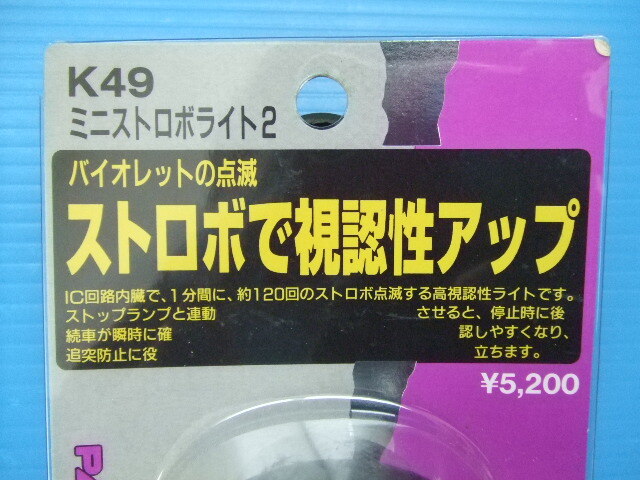 K49
ミニストロボライト2
バイオレットの点滅
ストロボで視認性アップ
IC回路内臓で、1分間に、約120回のストロボ点滅する高視認性ライトです。
ストップランプと連動 させると、停止時に後
続車が瞬時に確 認しやすくなり、
追突防止に役 立ちます。
¥5,200